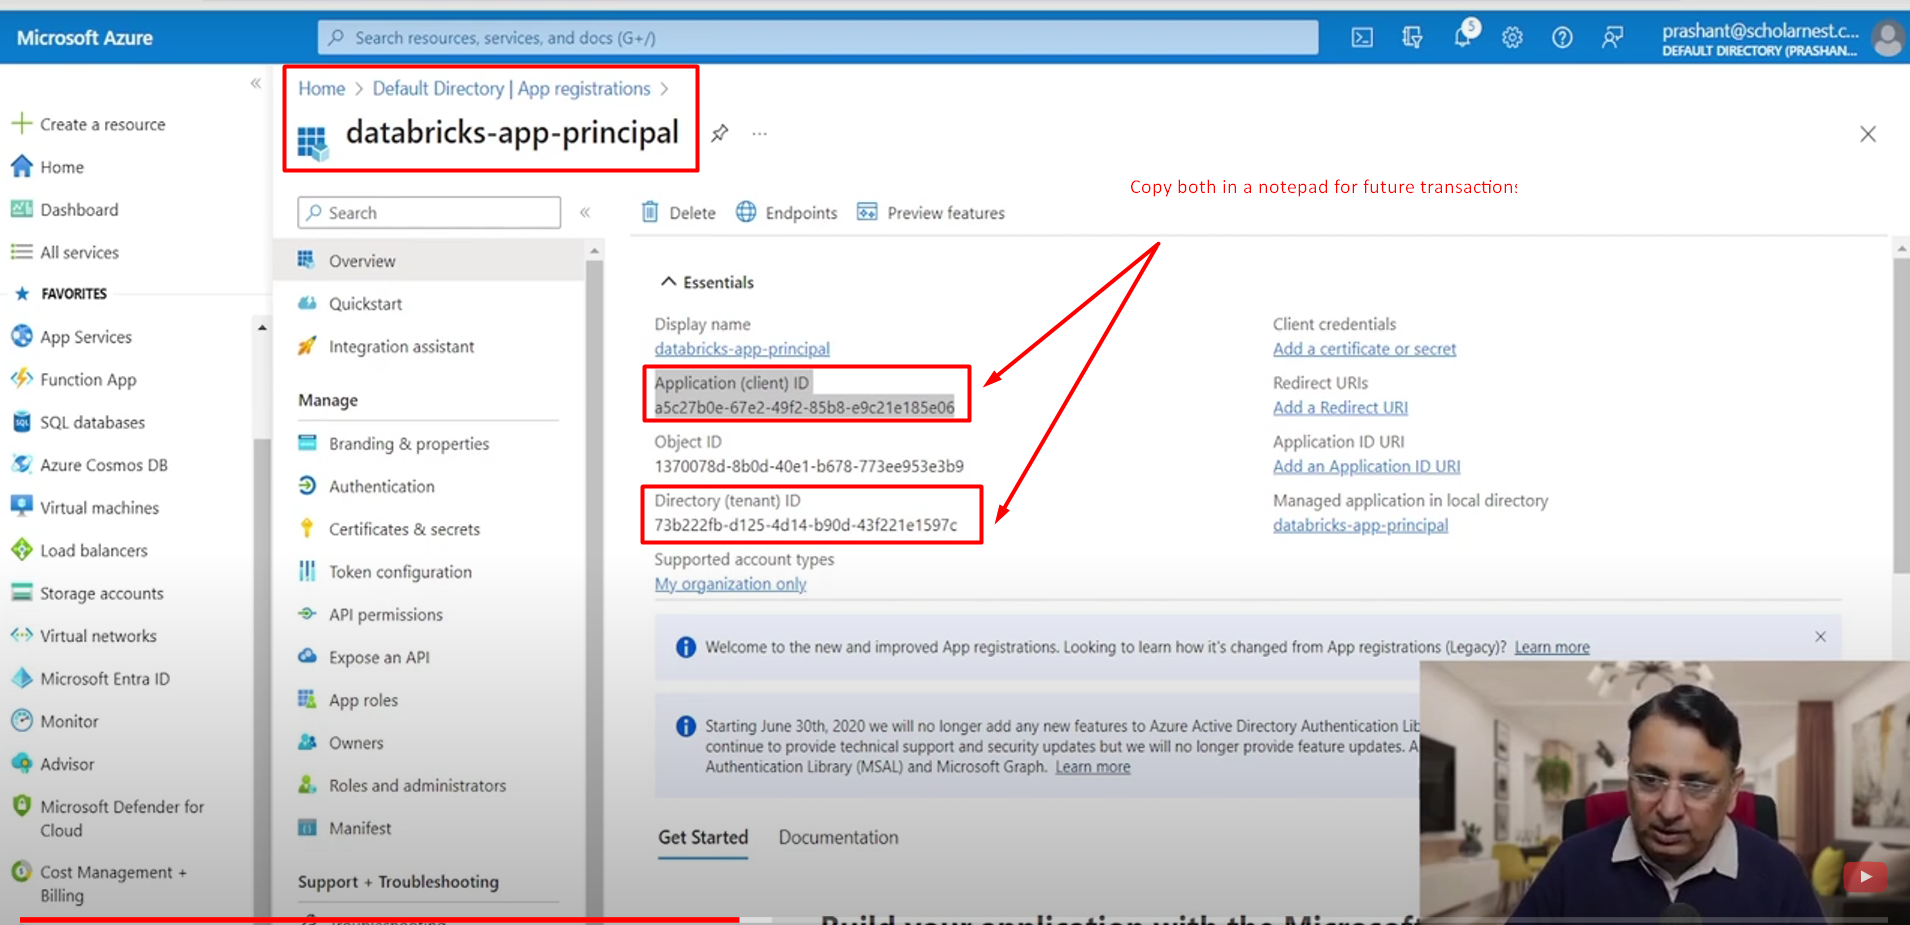 Microsoft Azure
Search resources, services, and docs (G+/)
5
prashant@scholarnest.c...
DEFAULT DIRECTORY (PRASHAN...
Create a resource
Home
Dashboard
All services
FAVORITES
App Services
Function App
SQL databases
Azure Cosmos DB
Virtual machines
Load balancers
Storage accounts
Virtual networks
Microsoft Entra ID
Monitor
Advisor
Microsoft Defender for
Cloud
Cost Management +
Billing
Home > Default Directory | App registrations >
databricks-app-principal
Search
Overview
Quickstart
Integration assistant
Manage
Branding & properties
Authentication
Certificates & secrets
Token configuration
API permissions
Expose an API
App roles
Owners
Roles and administrators
Manifest
Support + Troubleshooting
Troubleshooting
Copy both in a notepad for future transactions
Delete
Endpoints
Preview features
Essentials
Display name
databricks-app-principal
Application (client) ID
a5c27b0e-67e2-49f2-85b8-e9c21e185e06
Object ID
1370078d-8b0d-40e1-b678-773ee953e3b9
Directory (tenant) ID
73b222fb-d125-4d14-b90d-43f221e1597c
Supported account types
My organization only
Client credentials
Add a certificate or secret
Redirect URIs
Add a Redirect URI
Application ID URI
Add an Application ID URI
Managed application in local directory
databricks-app-principal
Welcome to the new and improved App registrations. Looking to learn how it's changed from App registrations (Legacy)? Learn more
Starting June 30th, 2020 we will no longer add any new features to Azure Active Directory Authentication Lib
continue to provide technical support and security updates but we will no longer provide feature updates. A
Authentication Library (MSAL) and Microsoft Graph. Learn more
Get Started
Documentation
Build your application with the Microsoft